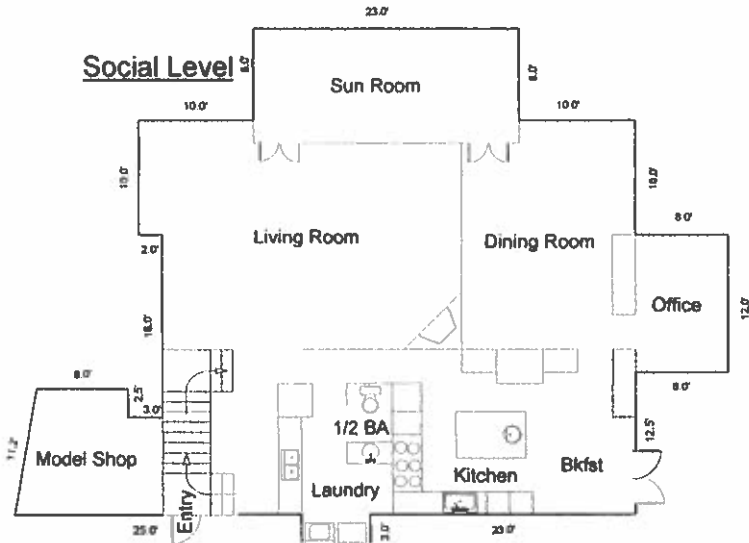 23.0'
Social Level
8.0'
Sun Room
8.0'
10.0'
10.0'
10.0'
10.0'
8.0'
Living Room
Dining Room
2.0'
Office
12.0'
16.0'
8.0'
8.0'
2.5'
3.0'
1/2 BA
12.5'
11.2'
Model Shop
Kitchen
Bkfst
Laundry
Entry
25.0'
3.0'
23.0'